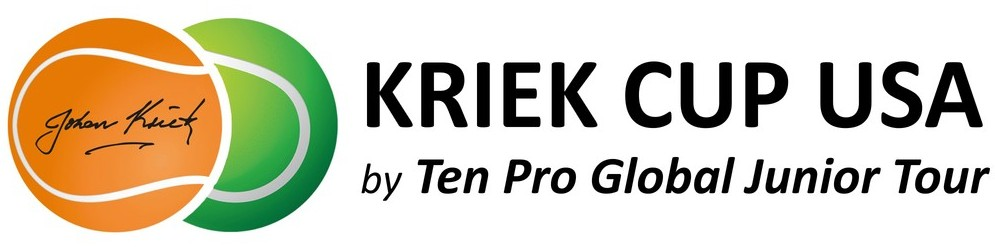 Johan Kriek
KRIEK CUP USA
by Ten Pro Global Junior Tour